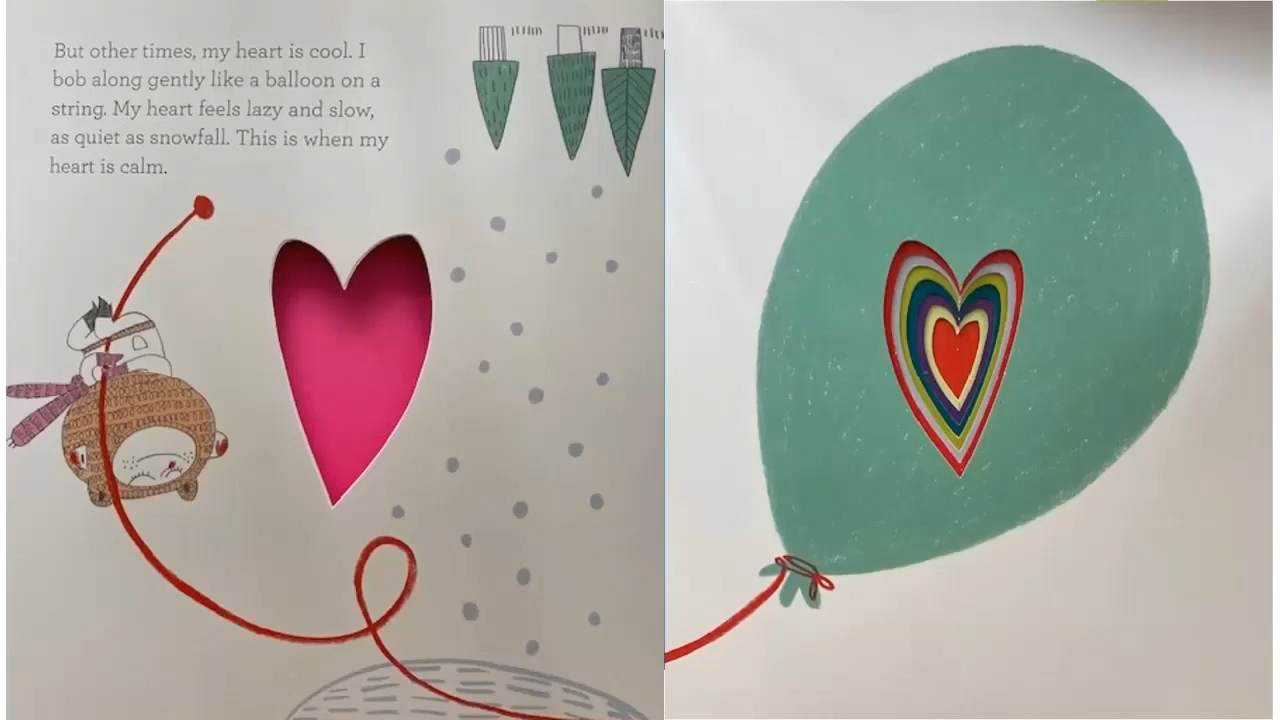 But other times, my heart is cool. I
bob along gently like a balloon on a
string. My heart feels lazy and slow,
as quiet as snowfall. This is when my
heart is calm.